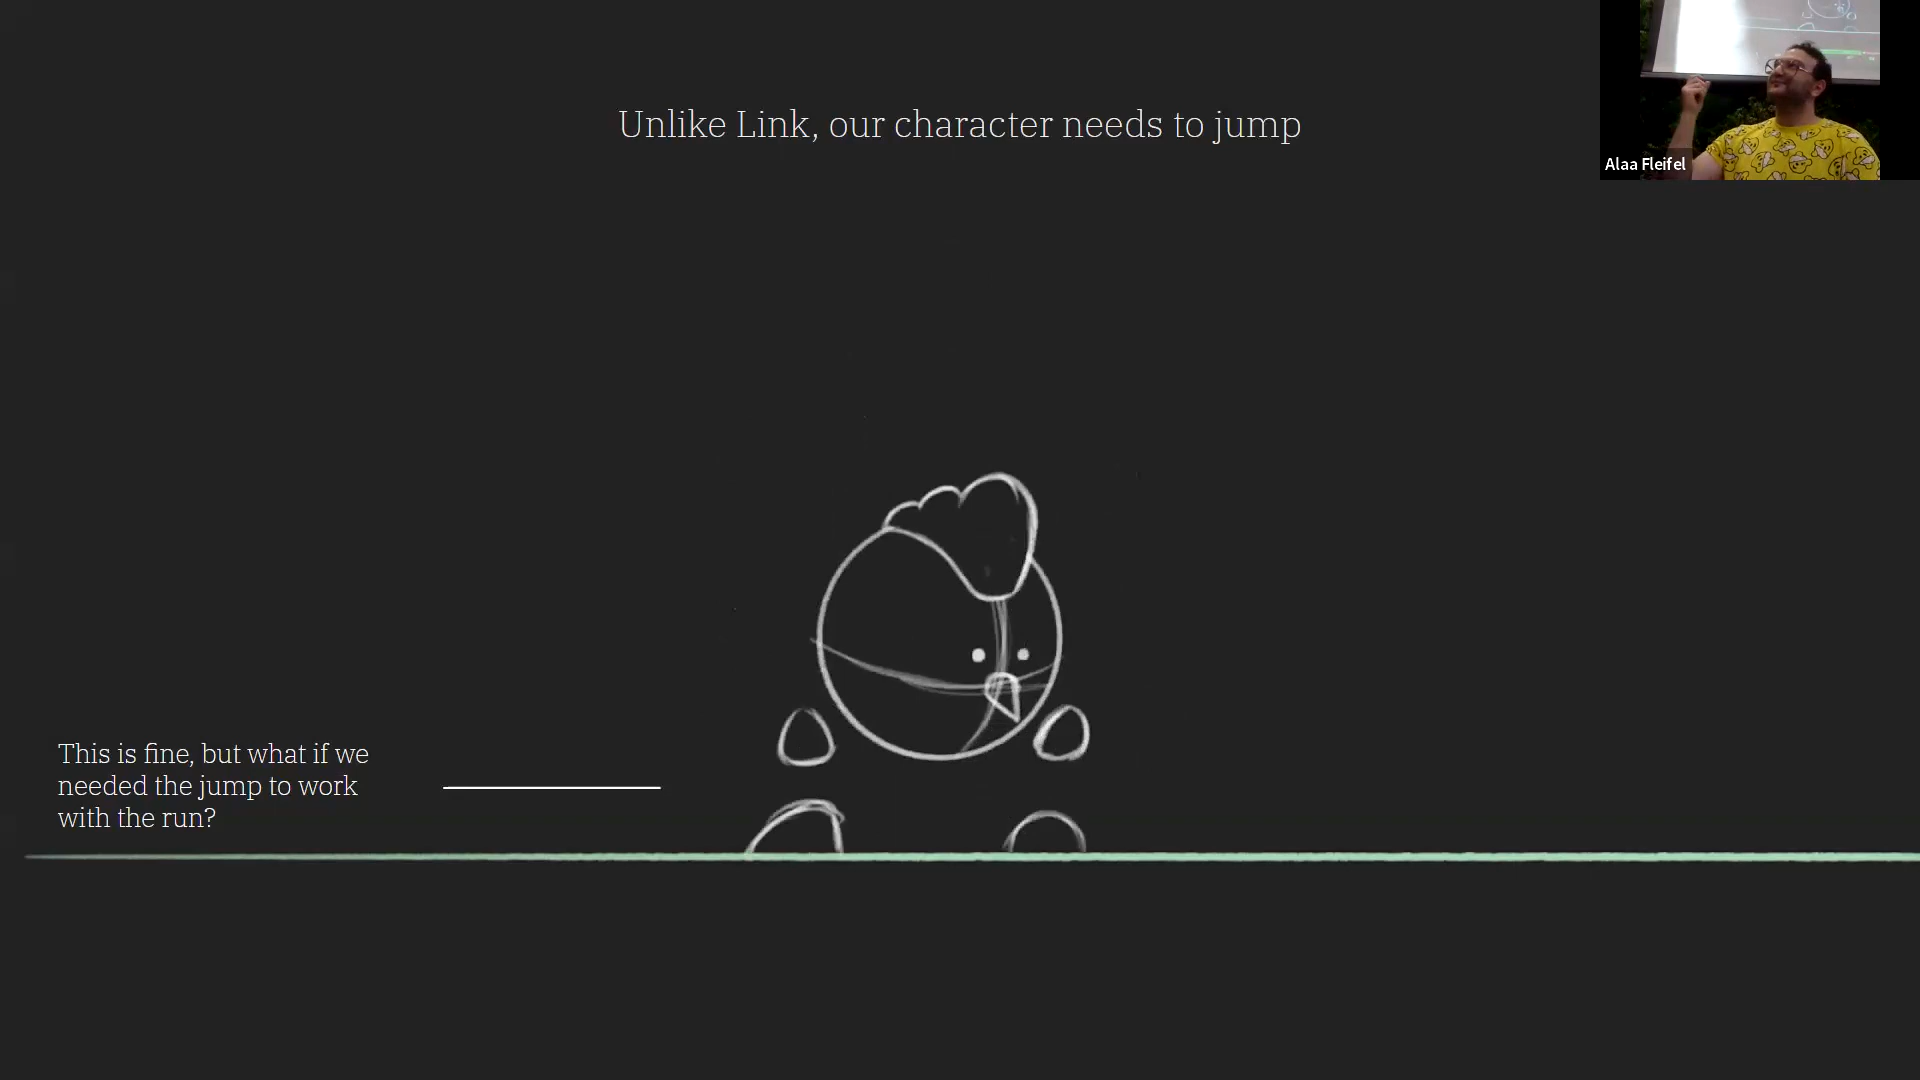 Unlike Link, our character needs to jump
Alaa Fleifel
This is fine, but what if we
needed the jump to work
with the run?